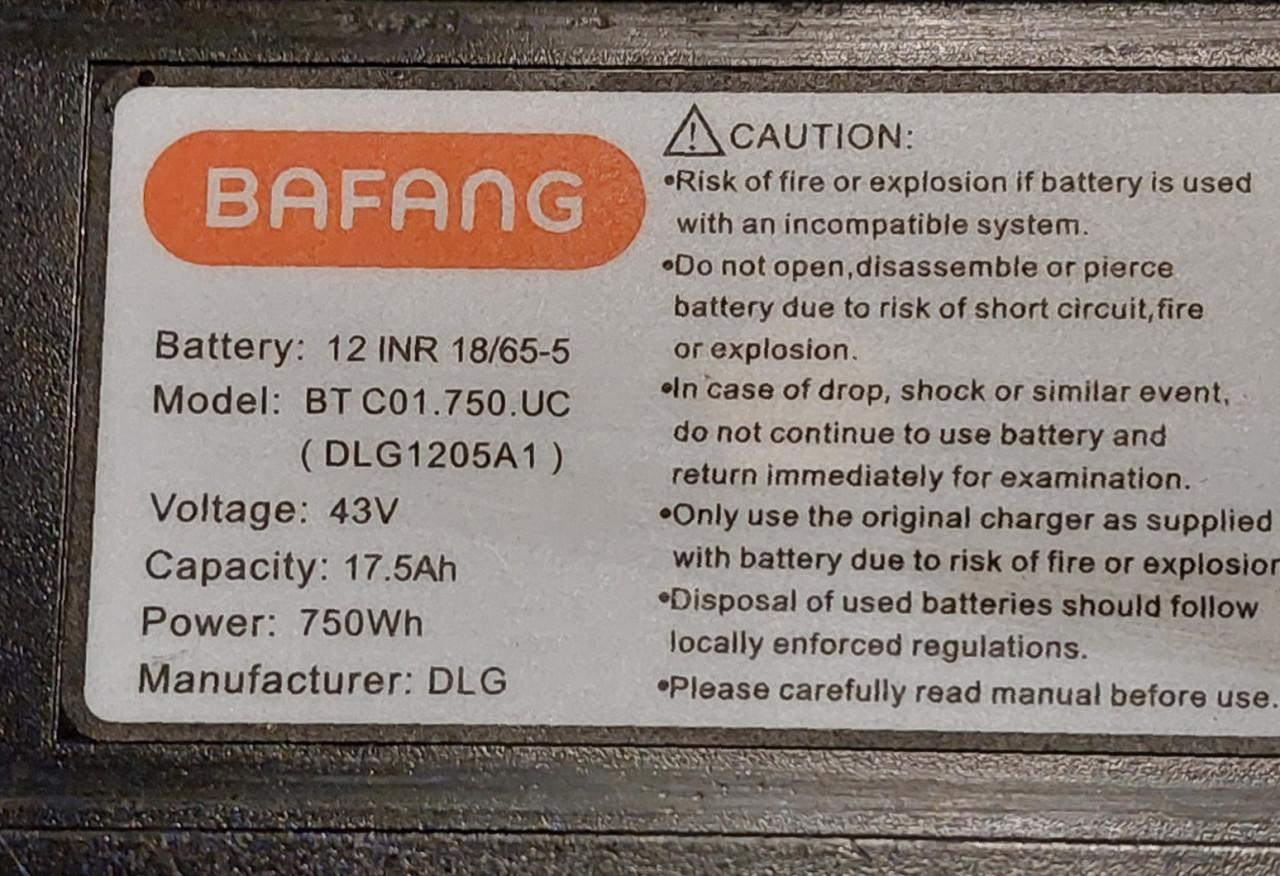 BAFANG
Battery: 12 INR 18/65-5
Model: BT C01.750.UC
( DLG1205A1 )
Voltage: 43V
Capacity: 17.5Ah
Power: 750Wh
Manufacturer: DLG
CAUTION:
•Risk of fire or explosion if battery is used
with an incompatible system.
•Do not open,disassemble or pierce
battery due to risk of short circuit,fire
or explosion.
•In case of drop, shock or similar event,
do not continue to use battery and
return immediately for examination.
•Only use the original charger as supplied
with battery due to risk of fire or explosion
•Disposal of used batteries should follow
locally enforced regulations.
•Please carefully read manual before use.